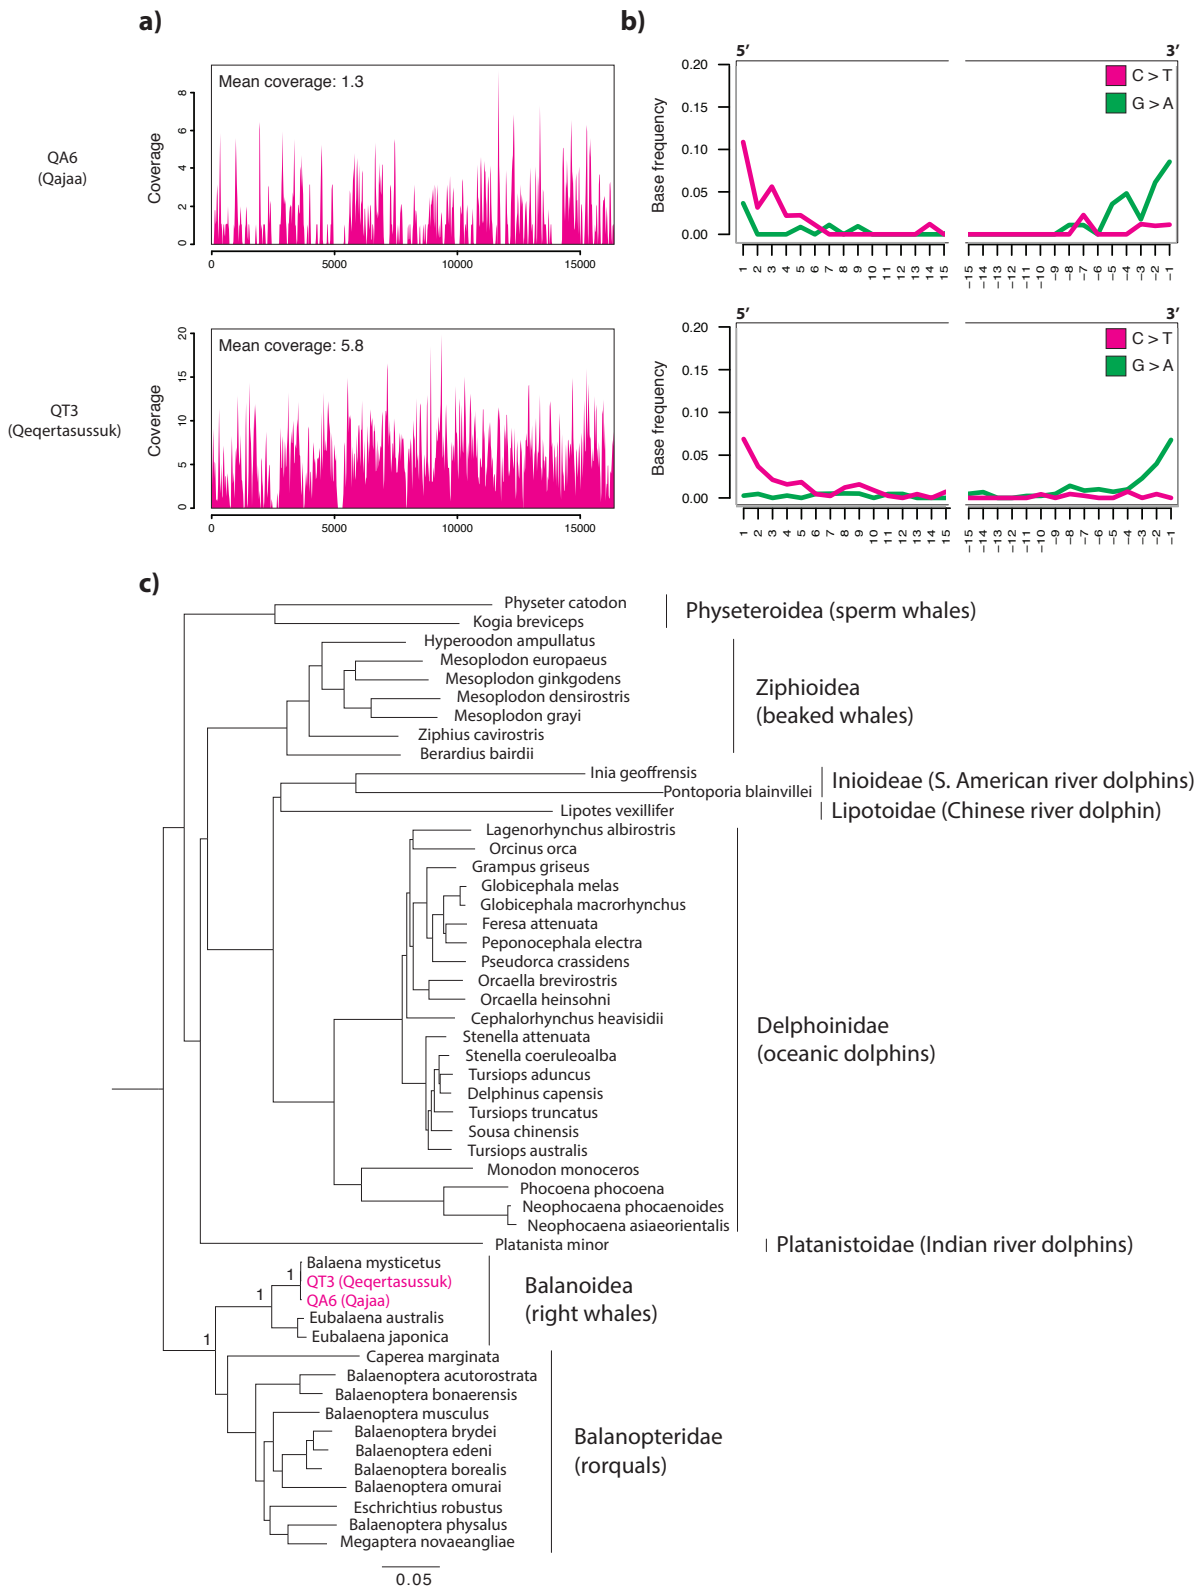 a)
b)
QA6
(Qajaa)
Coverage
Mean coverage: 1.3
0
2
4
6
8
0
5000
10000
15000
5'
3'
Base frequency
0.20
0.15
0.10
0.05
0.00
C > T
G > A
1
2
3
4
5
6
7
8
9
10
11
12
13
14
15
-15
-14
-13
-12
-11
-10
-9
-8
-7
-6
-5
-4
-3
-2
-1
QT3
(Qeqertasussuk)
Coverage
Mean coverage: 5.8
0
5
10
15
20
0
5000
10000
15000
5'
3'
Base frequency
0.20
0.15
0.10
0.05
0.00
C > T
G > A
1
2
3
4
5
6
7
8
9
10
11
12
13
14
15
-15
-14
-13
-12
-11
-10
-9
-8
-7
-6
-5
-4
-3
-2
-1
c)
Physeter catodon
Kogia breviceps
Physeteroidea (sperm whales)
Hyperoodon ampullatus
Mesoplodon europaeus
Mesoplodon ginkgodens
Mesoplodon densirostris
Mesoplodon grayi
Ziphius cavirostris
Berardius bairdii
Ziphioidea
(beaked whales)
Inia geoffrensis
Pontoporia blainvillei
Inioideae (S. American river dolphins)
Lipotes vexillifer
Lipotoidae (Chinese river dolphin)
Lagenorhynchus albirostris
Orcinus orca
Grampus griseus
Globicephala melas
Globicephala macrorhynchus
Feresa attenuata
Peponocephala electra
Pseudorca crassidens
Orcaella brevirostris
Orcaella heinsohni
Cephalorhynchus heavisidii
Stenella attenuata
Stenella coeruleoalba
Tursiops aduncus
Delphinus capensis
Tursiops truncatus
Sousa chinensis
Tursiops australis
Monodon monoceros
Phocoena phocoena
Neophocaena phocaenoides
Neophocaena asiaeorientalis
Delphoinidae
(oceanic dolphins)
Platanista minor
Platanistoidae (Indian river dolphins)
Balaena mysticetus
QT3 (Qeqertasussuk)
QA6 (Qajaa)
Eubalaena australis
Eubalaena japonica
1
1
1
Balanoidea
(right whales)
Caperea marginata
Balaenoptera acutorostrata
Balaenoptera bonaerensis
Balaenoptera musculus
Balaenoptera brydei
Balaenoptera edeni
Balaenoptera borealis
Balaenoptera omurai
Eschrichtius robustus
Balaenoptera physalus
Megaptera novaeangliae
Balanopteridae
(rorquals)
0.05